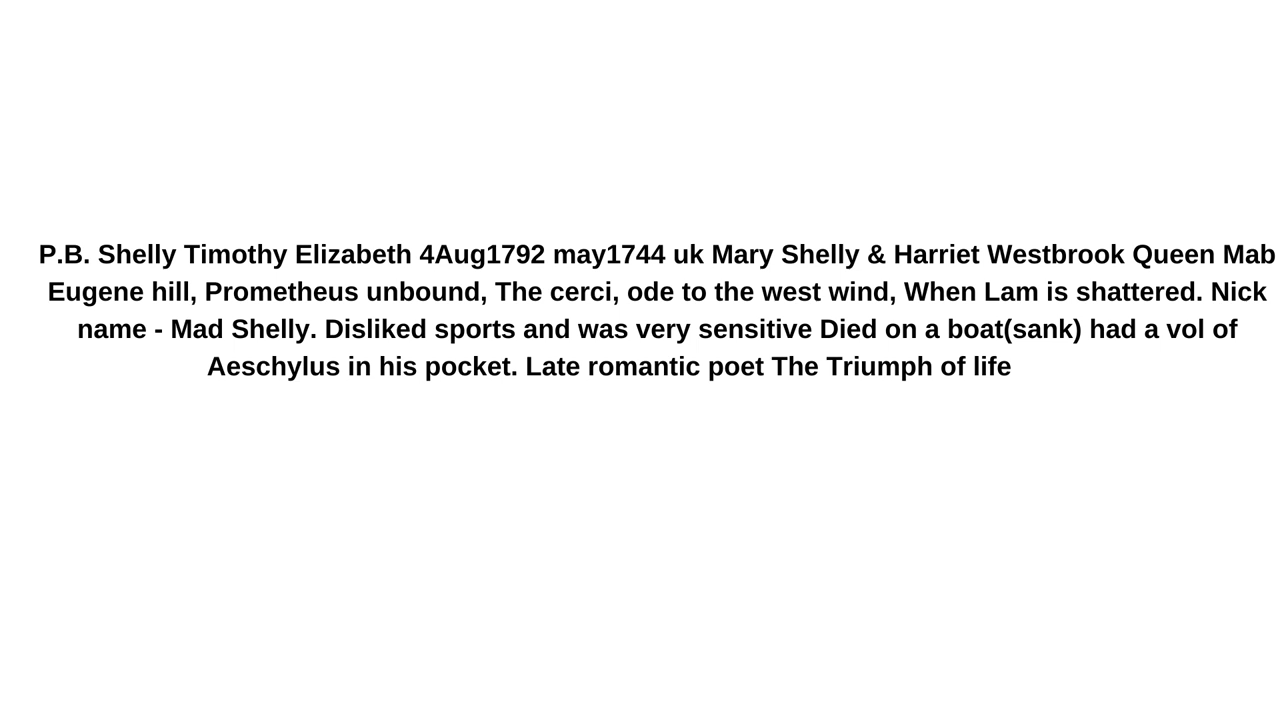 P.B. Shelly Timothy Elizabeth 4Aug1792 may1744 uk Mary Shelly & Harriet Westbrook Queen Mab
Eugene hill, Prometheus unbound, The cerci, ode to the west wind, When Lam is shattered. Nick
name - Mad Shelly. Disliked sports and was very sensitive Died on a boat(sank) had a vol of
Aeschylus in his pocket. Late romantic poet The Triumph of life